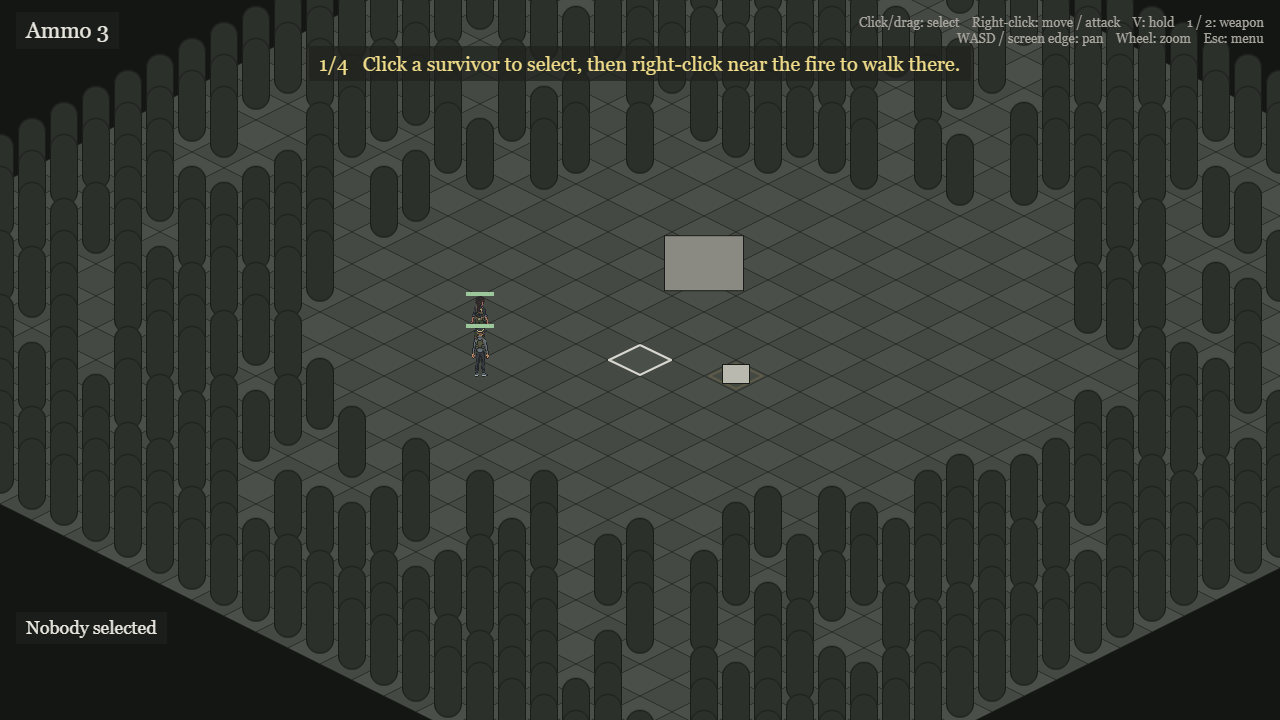 Ammo 3
Click/drag: select Right-click: move / attack V: hold 1 / 2: weapon
WASD / screen edge: pan Wheel: zoom Esc: menu
1/4 Click a survivor to select, then right-click near the fire to walk there.
Nobody selected